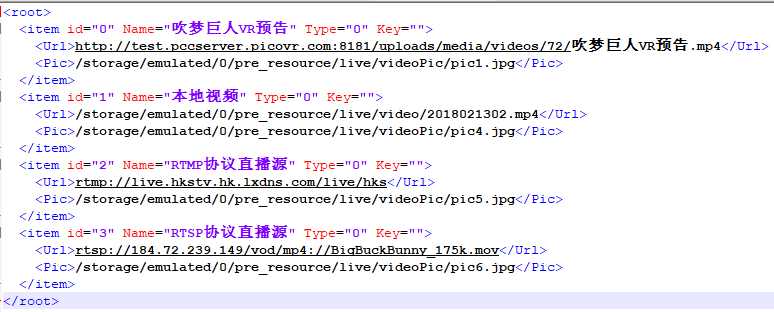 <root>
<item id="0" Name="吹梦巨人VR预告" Type="0" Key="">
<Url>http://test.pccserver.picovr.com:8181/uploads/media/videos/72/吹梦巨人VR预告.mp4</Url>
<Pic>/storage/emulated/0/pre_resource/live/videoPic/pic1.jpg</Pic>
</item>
<item id="1" Name="本地视频" Type="0" Key="">
<Url>/storage/emulated/0/pre_resource/live/video/2018021302.mp4</Url>
<Pic>/storage/emulated/0/pre_resource/live/videoPic/pic4.jpg</Pic>
</item>
<item id="2" Name="RTMP协议直播源" Type="0" Key="">
<Url>rtmp://live.hkstv.hk.lxdns.com/live/hks</Url>
<Pic>/storage/emulated/0/pre_resource/live/videoPic/pic5.jpg</Pic>
</item>
<item id="3" Name="RTSP协议直播源" Type="0" Key="">
<Url>rtsp://184.72.239.149/vod/mp4://BigBuckBunny_175k.mov</Url>
<Pic>/storage/emulated/0/pre_resource/live/videoPic/pic6.jpg</Pic>
</item>
</root>